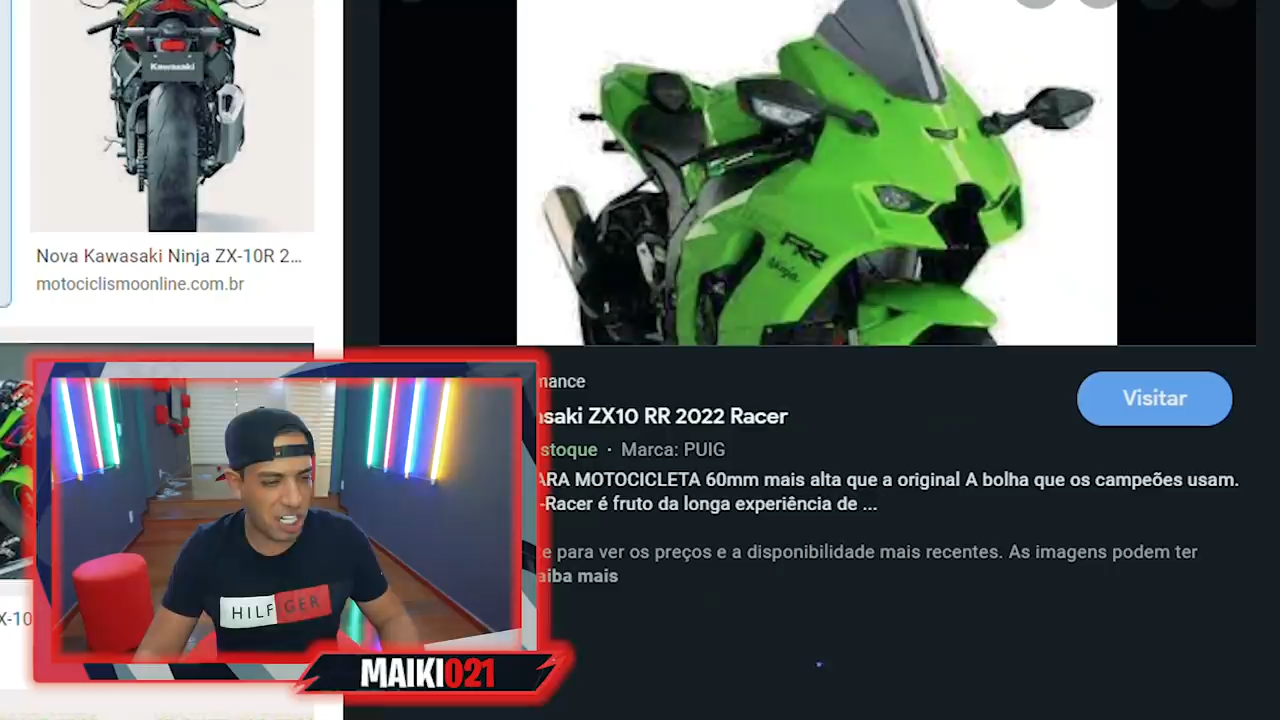 Kawasaki
Nova Kawasaki Ninja ZX-10R 2...
motociclismoonline.com.br
RR
Ninja
mance
saki ZX10 RR 2022 Racer
Visitar
stoque · Marca: PUIG
ARA MOTOCICLETA 60mm mais alta que a original A bolha que os campeões usam.
-Racer é fruto da longa experiência de ...
e para ver os preços e a disponibilidade mais recentes. As imagens podem ter
aiba mais
X-10
HILFGER
MAIKI021